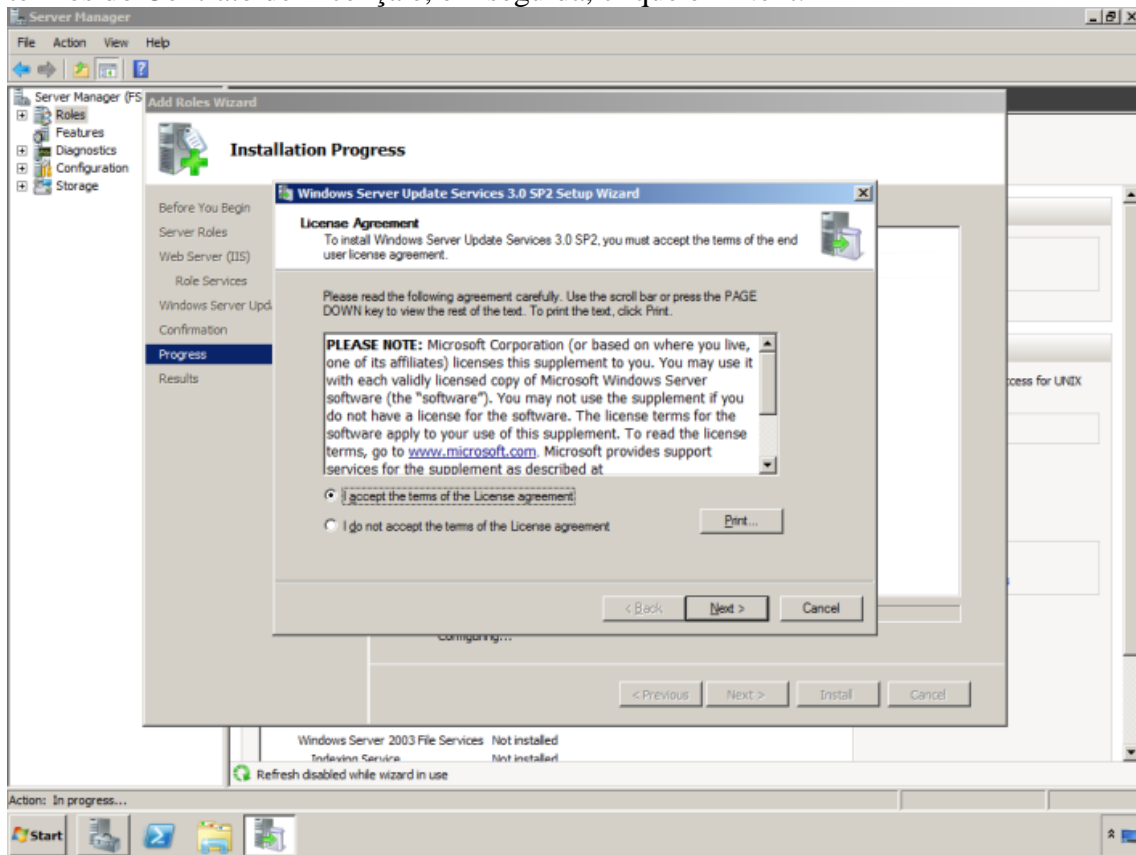 Server Manager
File Action View Help
Server Manager (FS
Roles
Features
Diagnostics
Configuration
Storage
Add Roles Wizard
Installation Progress
Before You Begin
Server Roles
Web Server (IIS)
Role Services
Windows Server Upd
Confirmation
Progress
Results
Windows Server Update Services 3.0 SP2 Setup Wizard
License Agreement
To install Windows Server Update Services 3.0 SP2, you must accept the terms of the end
user license agreement.
Please read the following agreement carefully. Use the scroll bar or press the PAGE
DOWN key to view the rest of the text. To print the text, click Print.
PLEASE NOTE: Microsoft Corporation (or based on where you live,
one of its affiliates) licenses this supplement to you. You may use it
with each validly licensed copy of Microsoft Windows Server
software (the "software"). You may not use the supplement if you
do not have a license for the software. The license terms for the
software apply to your use of this supplement. To read the license
terms, go to www.microsoft.com. Microsoft provides support
services for the supplement as described at
I accept the terms of the License agreement
I do not accept the terms of the License agreement
Print...
< Back Next > Cancel
Configuring...
< Previous Next > Install Cancel
cess for UNIX
Windows Server 2003 File Services Not installed
Indexing Service Not installed
Refresh disabled while wizard in use
Action: In progress...
Start